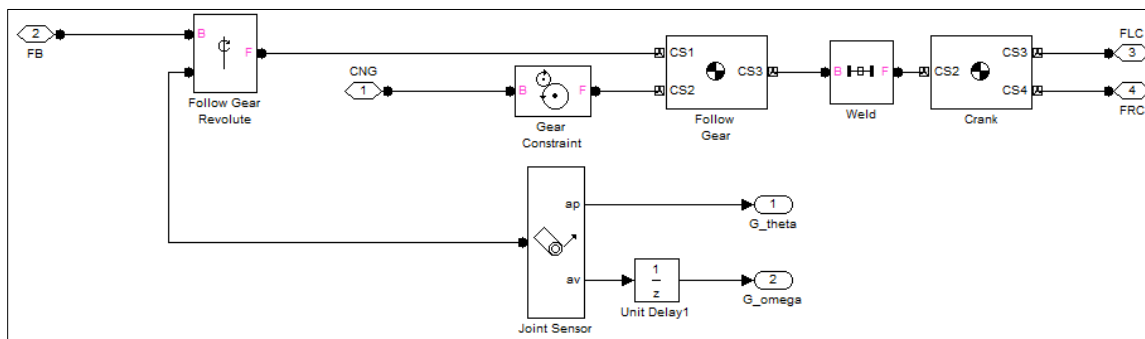 2
FB
B
F
Follow Gear
Revolute
CNG
1
B
F
Gear
Constraint
CS1
CS2
CS3
Follow
Gear
B
F
Weld
CS2
CS3
CS4
Crank
FLC
3
4
FRC
ap
av
Joint Sensor
1
G_theta
1
z
Unit Delay1
2
G_omega